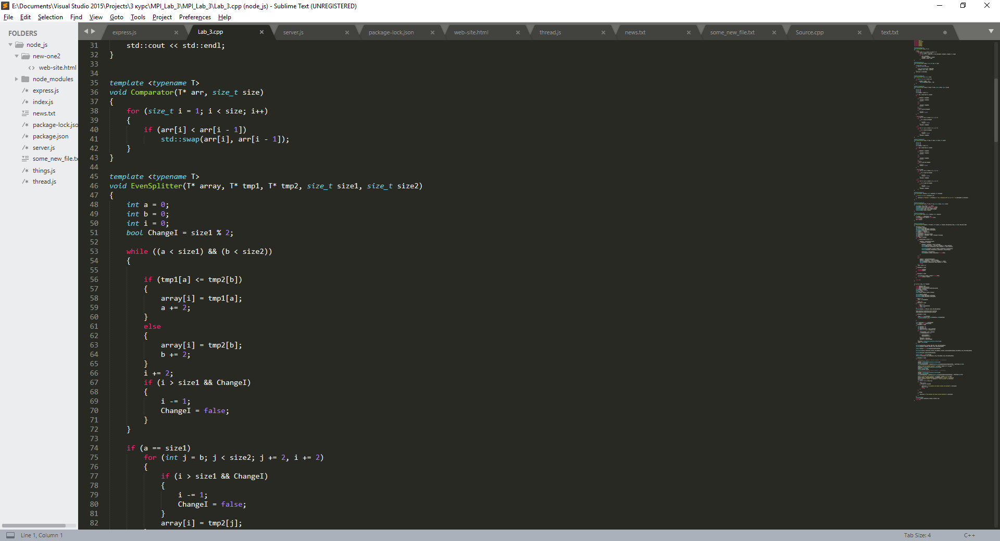 E:\Documents\Visual Studio 2015\Projects\3 курс\MPI_Lab_3\MPI_Lab_3\Lab_3.cpp (node_js) - Sublime Text (UNREGISTERED)
File Edit Selection Find View Goto Tools Project Preferences Help
FOLDERS
node_js
new-one2
web-site.html
node_modules
express.js
index.js
news.txt
package-lock.jso
package.json
server.js
some_new_file.tx
things.js
thread.js
express.js Lab_3.cpp server.js package-lock.json web-site.html thread.js news.txt some_new_file.txt Source.cpp text.txt
31 std::cout << std::endl;
32 }
33
34
35 template <typename T>
36 void Comparator(T* arr, size_t size)
37 {
38 for (size_t i = 1; i < size; i++)
39 {
40 if (arr[i] < arr[i - 1])
41 std::swap(arr[i], arr[i - 1]);
42 }
43 }
44
45 template <typename T>
46 void EvenSplitter(T* array, T* tmp1, T* tmp2, size_t size1, size_t size2)
47 {
48 int a = 0;
49 int b = 0;
50 int i = 0;
51 bool ChangeI = size1 % 2;
52
53 while ((a < size1) && (b < size2))
54 {
55
56 if (tmp1[a] <= tmp2[b])
57 {
58 array[i] = tmp1[a];
59 a += 2;
60 }
61 else
62 {
63 array[i] = tmp2[b];
64 b += 2;
65 }
66 i += 2;
67 if (i > size1 && ChangeI)
68 {
69 i -= 1;
70 ChangeI = false;
71 }
72 }
73
74 if (a == size1)
75 for (int j = b; j < size2; j += 2, i += 2)
76 {
77 if (i > size1 && ChangeI)
78 {
79 i -= 1;
80 ChangeI = false;
81 }
82 array[i] = tmp2[j];
Line 1, Column 1
Tab Size: 4
C++